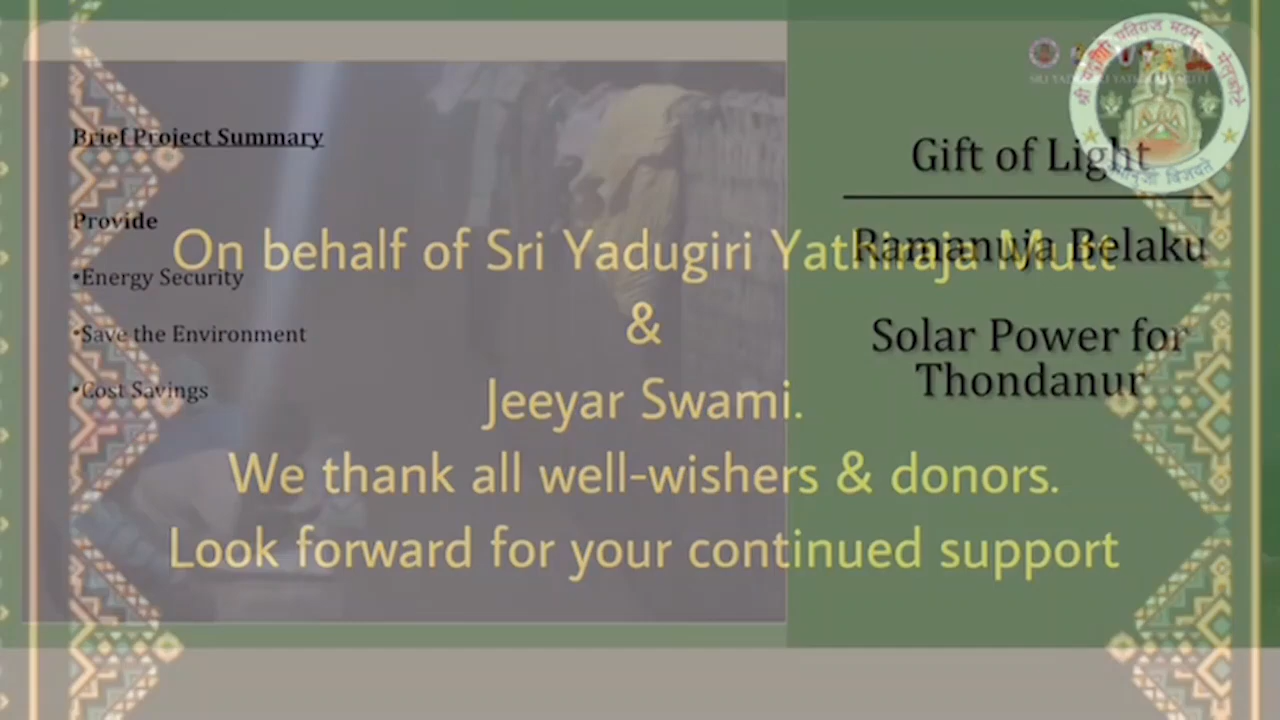 Brief Project Summary
Provide
•Energy Security
•Save the Environment
•Cost Savings
Gift of Light
Ramanuja Belaku
Solar Power for
Thondanur
On behalf of Sri Yadugiri Yathiraja Mutt
&
Jeeyar Swami.
We thank all well-wishers & donors.
Look forward for your continued support